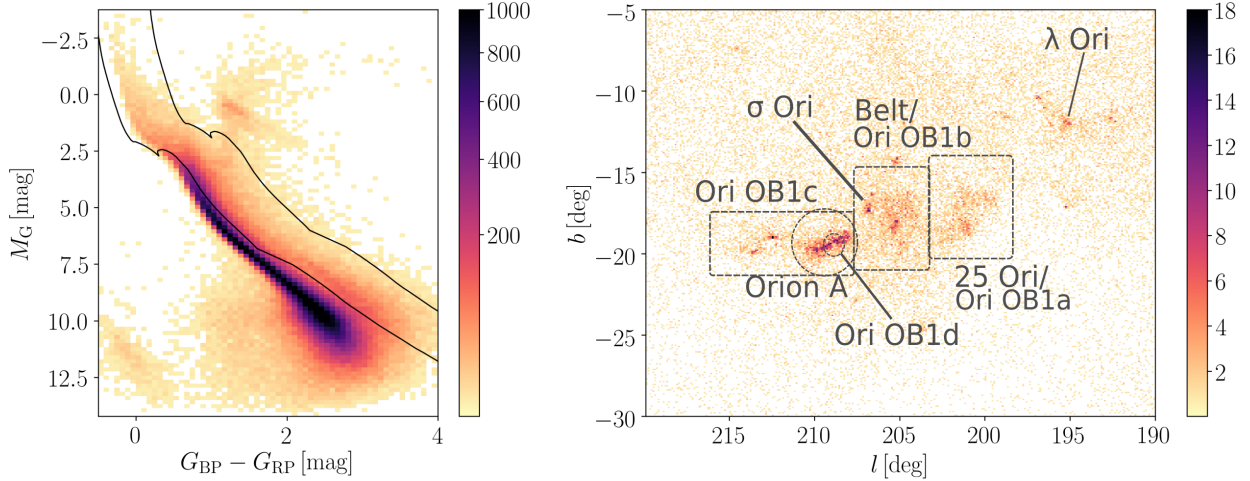 1000
800
600
400
200
−2.5
0.0
2.5
5.0
7.5
10.0
12.5
M_G [mag]
0
2
4
G_BP − G_RP [mag]
−5
−10
−15
−20
−25
−30
b [deg]
λ Ori
σ Ori
Belt/
Ori OB1b
Ori OB1c
Orion A
25 Ori/
Ori OB1a
Ori OB1d
215
210
205
200
195
190
l [deg]
18
16
14
12
10
8
6
4
2